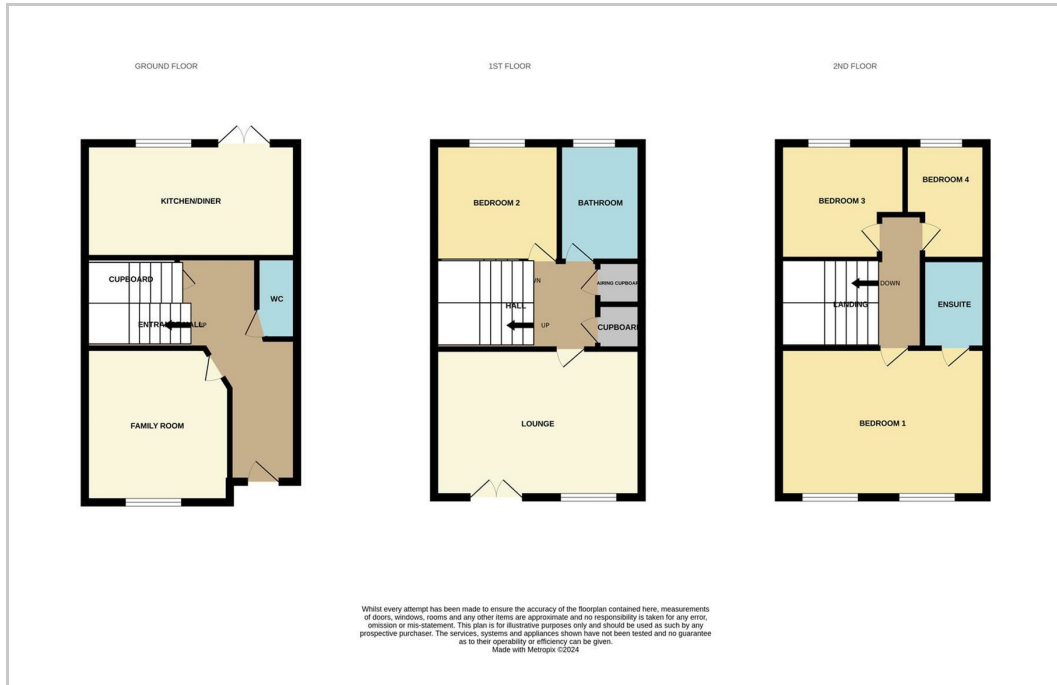 GROUND FLOOR
1ST FLOOR
2ND FLOOR
KITCHEN/DINER
CUPBOARD
WC
UP
FAMILY ROOM
BEDROOM 2
BATHROOM
AIRING CUPBOARD
HALL
UP
CUPBOARD
LOUNGE
BEDROOM 3
BEDROOM 4
DOWN
LANDING
ENSUITE
BEDROOM 1
Whilst every attempt has been made to ensure the accuracy of the floorplan contained here, measurements
of doors, windows, rooms and any other items are approximate and no responsibility is taken for any error,
omission or mis-statement. This plan is for illustrative purposes only and should be used as such by any
prospective purchaser. The services, systems and appliances shown have not been tested and no guarantee
as to their operability or efficiency can be given.
Made with Metropix ©2024